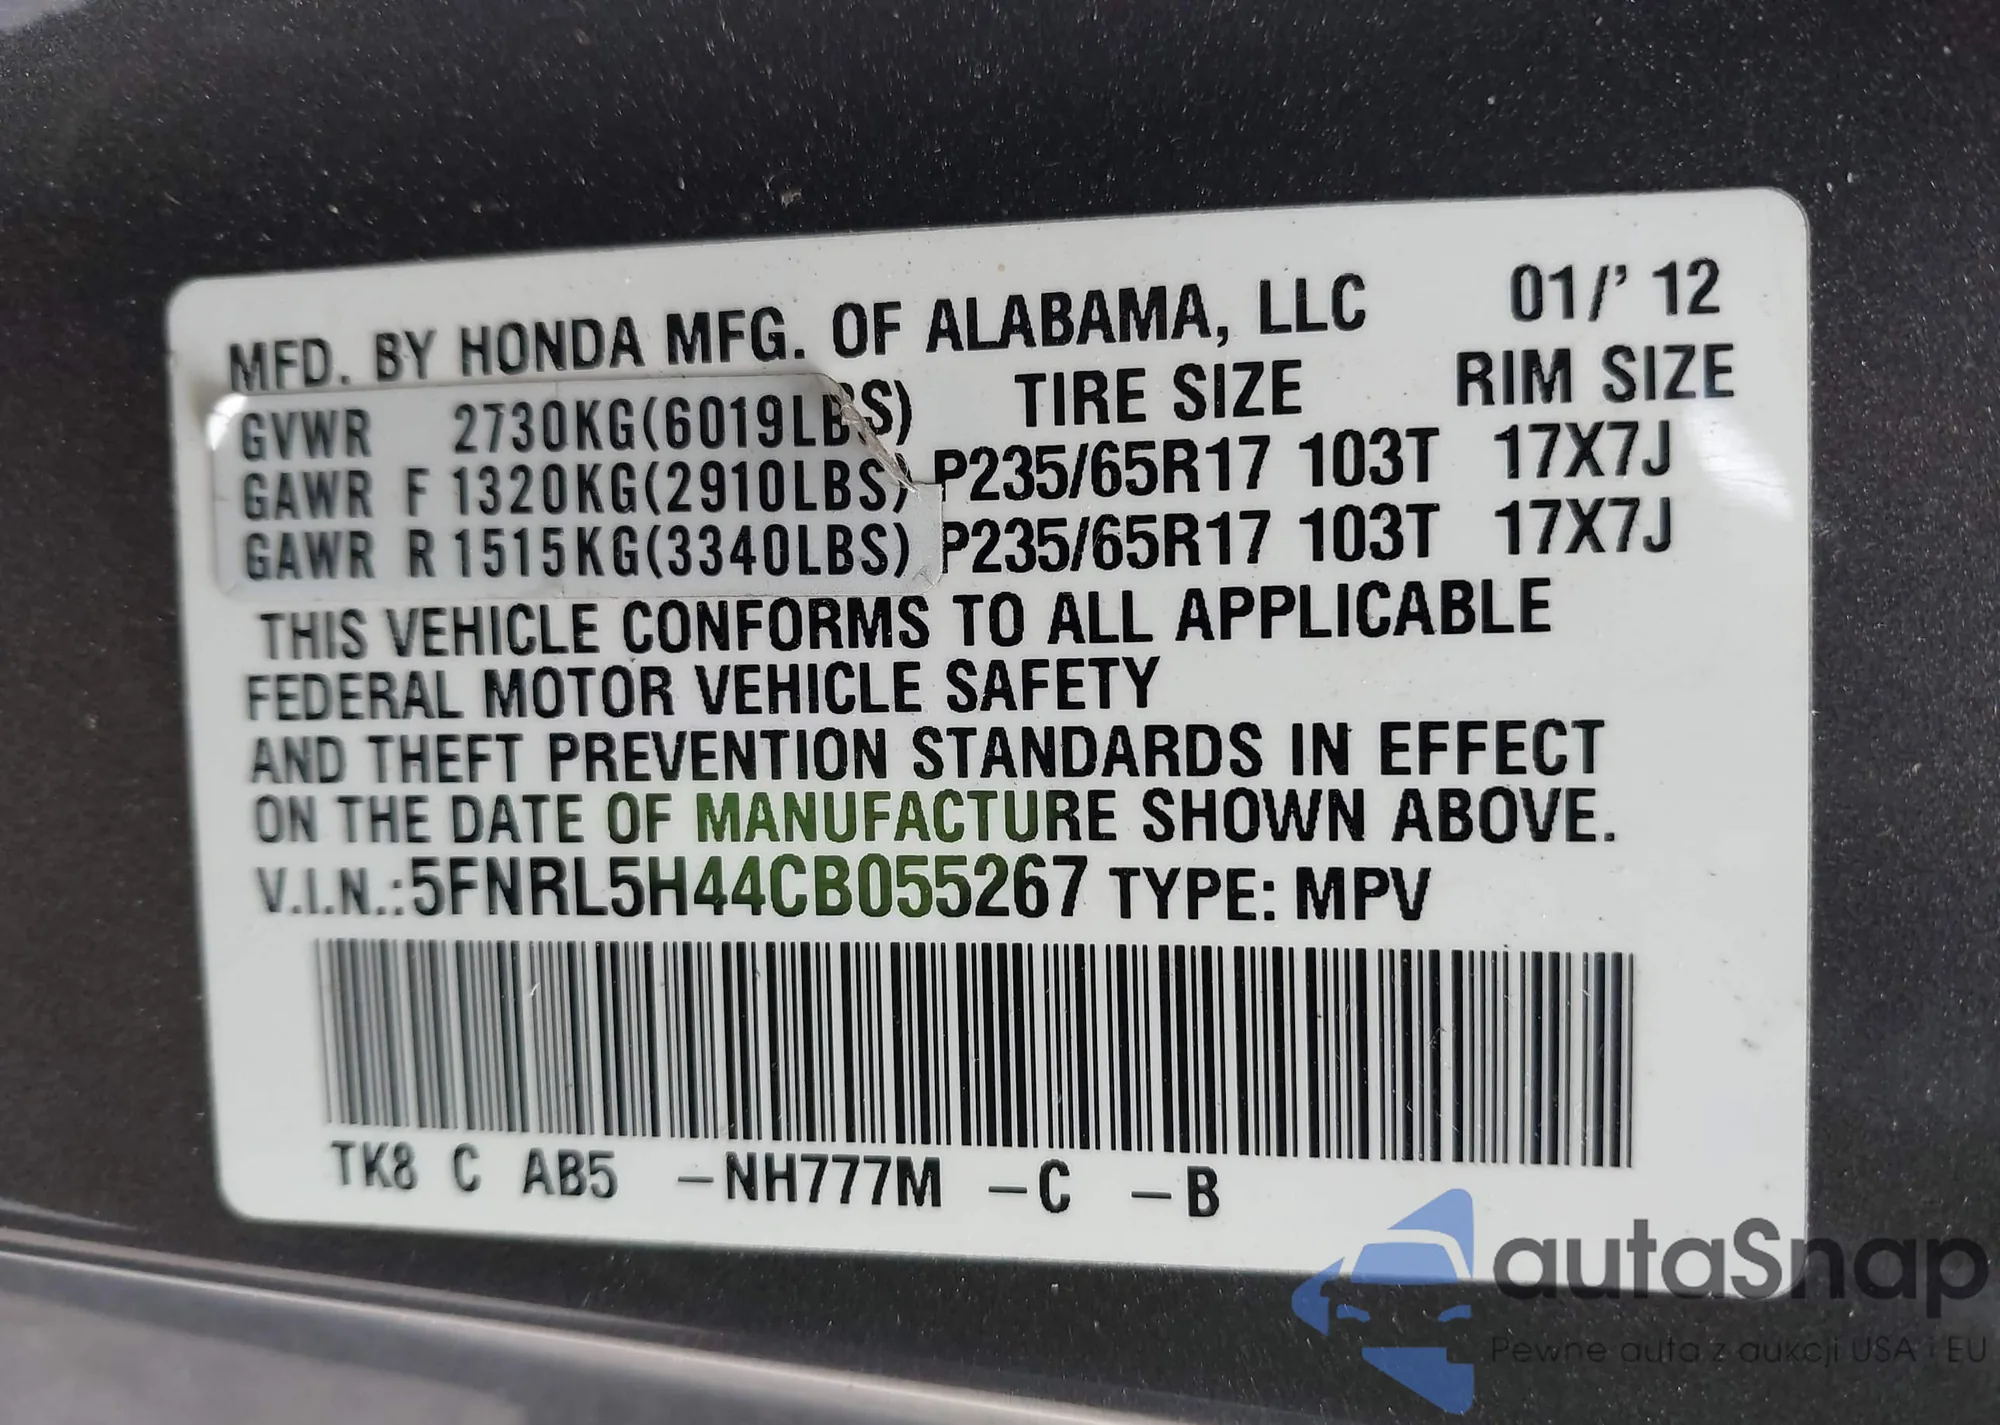 MFD. BY HONDA MFG. OF ALABAMA, LLC 01/'12
GVWR 2730KG(6019LBS) TIRE SIZE RIM SIZE
GAWR F 1320KG(2910LBS) P235/65R17 103T 17X7J
GAWR R 1515KG(3340LBS) P235/65R17 103T 17X7J
THIS VEHICLE CONFORMS TO ALL APPLICABLE
FEDERAL MOTOR VEHICLE SAFETY
AND THEFT PREVENTION STANDARDS IN EFFECT
ON THE DATE OF MANUFACTURE SHOWN ABOVE.
V.I.N.:5FNRL5H44CB055267 TYPE: MPV
TK8 C AB5 –NH777M –C –B
autaSnap
Pewne auta z aukcji USA i EU